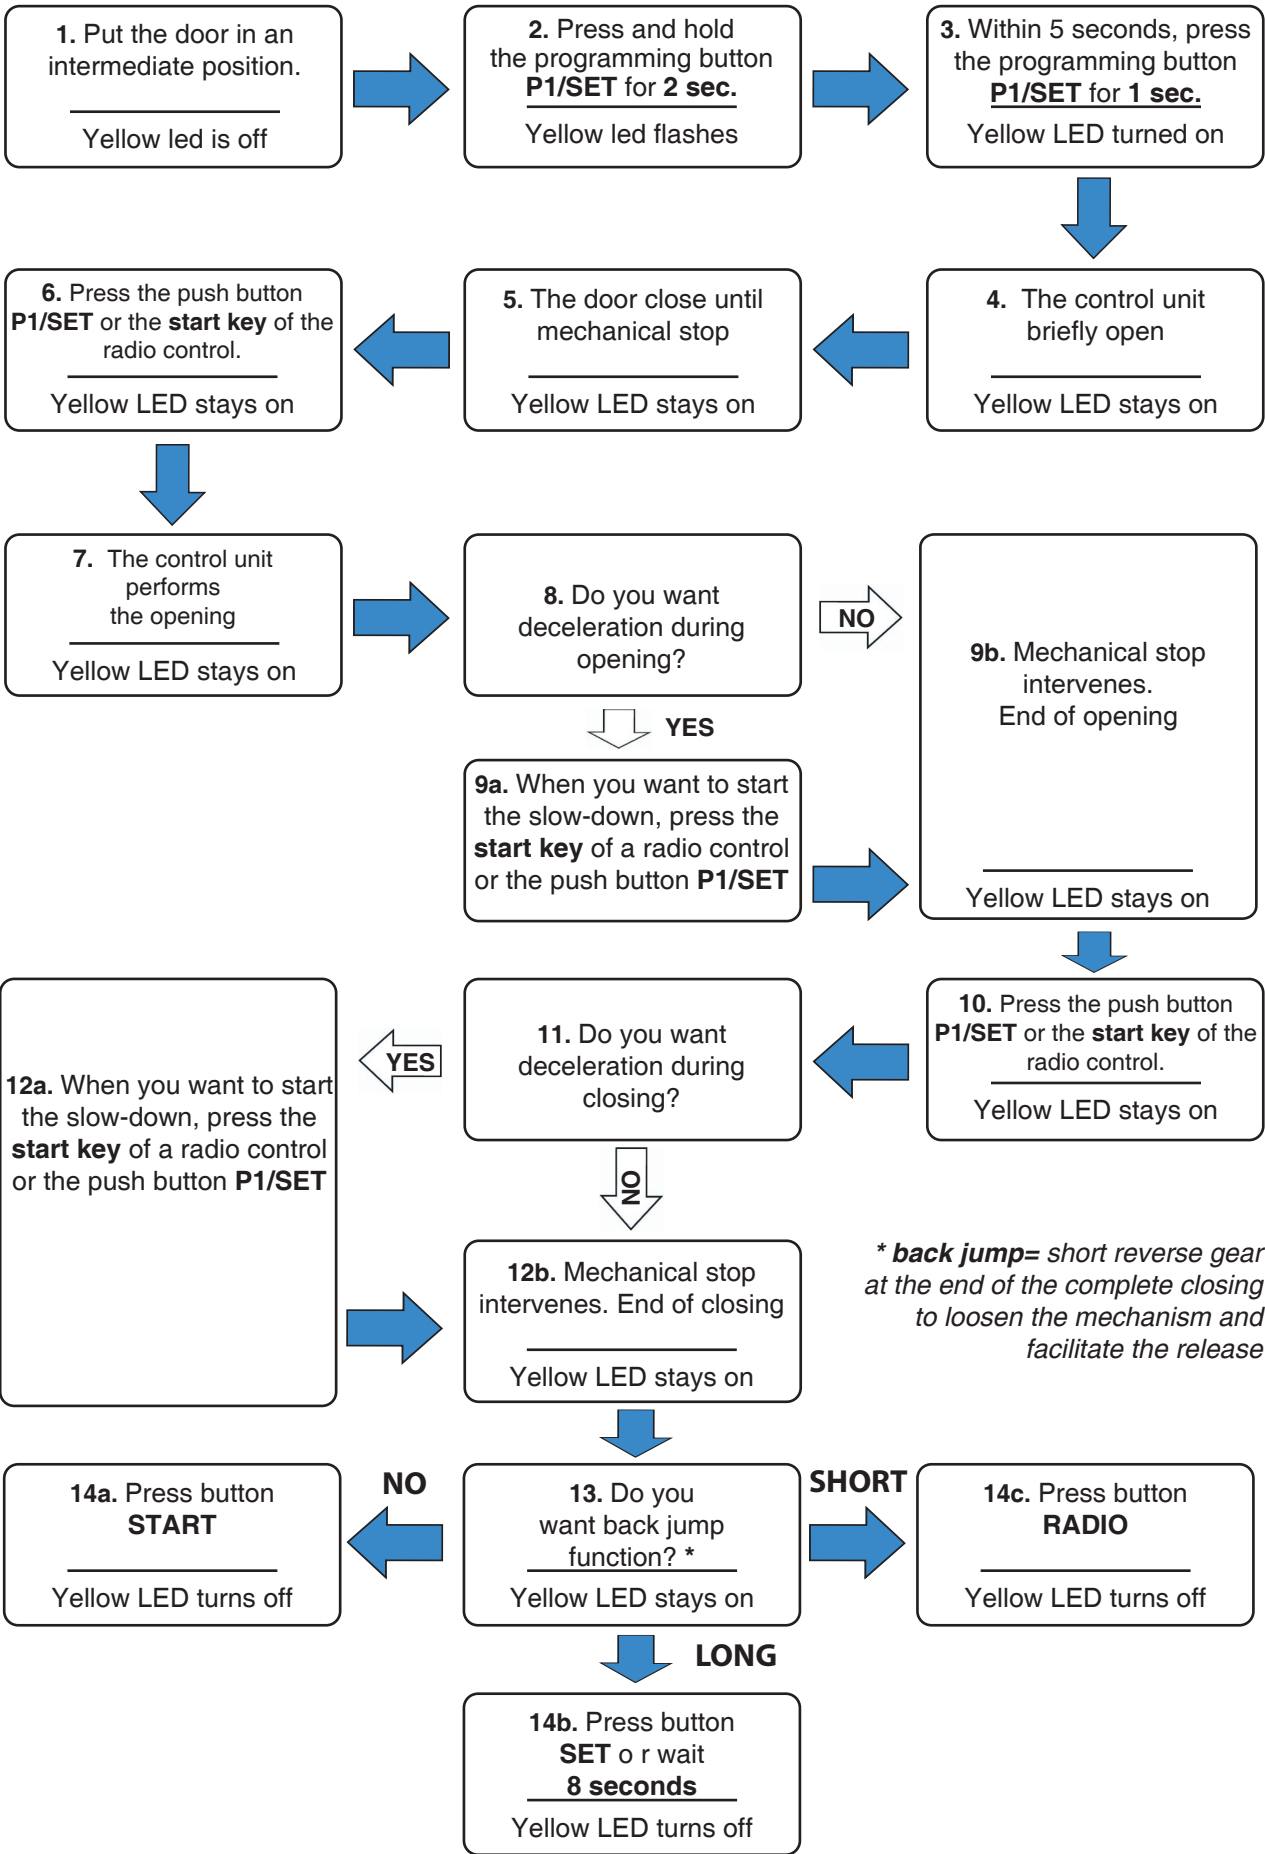 1. Put the door in an
intermediate position.
Yellow led is off
2. Press and hold
the programming button
P1/SET for 2 sec.
Yellow led flashes
3. Within 5 seconds, press
the programming button
P1/SET for 1 sec.
Yellow LED turned on
4. The control unit
briefly open
Yellow LED stays on
5. The door close until
mechanical stop
Yellow LED stays on
6. Press the push button
P1/SET or the start key of the
radio control.
Yellow LED stays on
7. The control unit
performs
the opening
Yellow LED stays on
8. Do you want
deceleration during
opening?
NO
YES
9a. When you want to start
the slow-down, press the
start key of a radio control
or the push button P1/SET
9b. Mechanical stop
intervenes.
End of opening
Yellow LED stays on
10. Press the push button
P1/SET or the start key of the
radio control.
Yellow LED stays on
11. Do you want
deceleration during
closing?
YES
NO
12a. When you want to start
the slow-down, press the
start key of a radio control
or the push button P1/SET
12b. Mechanical stop
intervenes. End of closing
Yellow LED stays on
* back jump= short reverse gear
at the end of the complete closing
to loosen the mechanism and
facilitate the release
13. Do you
want back jump
function? *
Yellow LED stays on
NO
14a. Press button
START
Yellow LED turns off
SHORT
14c. Press button
RADIO
Yellow LED turns off
LONG
14b. Press button
SET o r wait
8 seconds
Yellow LED turns off